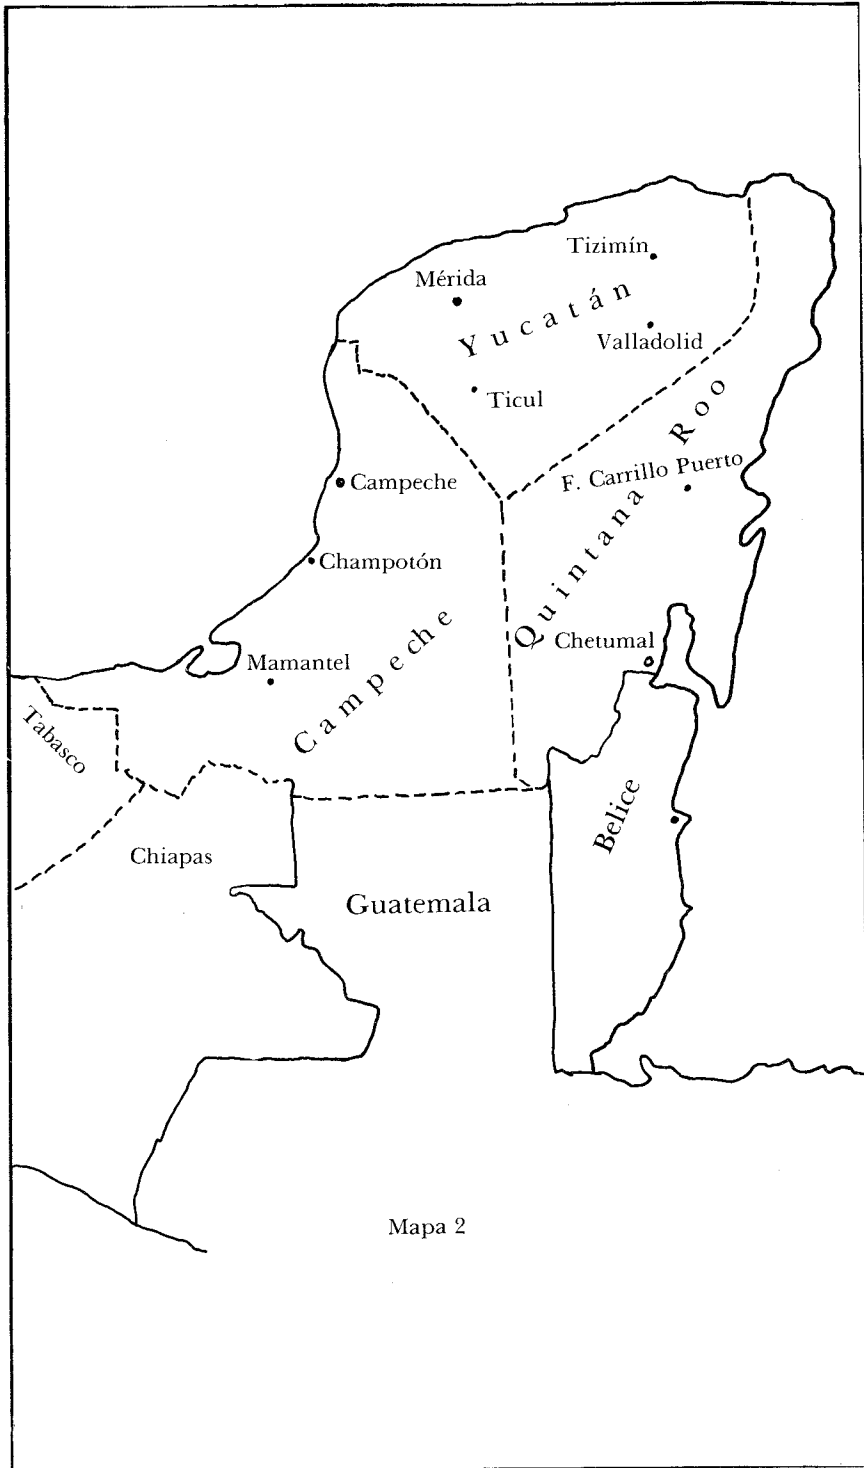 Tizimín
Mérida
Yucatán
Valladolid
Ticul
Quintana Roo
F. Carrillo Puerto
Campeche
Champotón
Chetumal
Mamantel
Campeche
Tabasco
Belice
Chiapas
Guatemala
Mapa 2